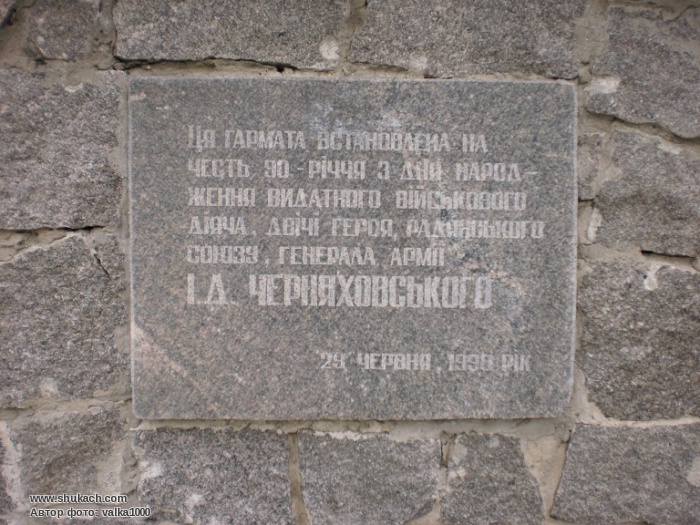 Ця гармата встановлена на
честь 90-річчя з дня народ-
ження видатного військового
діяча, двічі Героя, Радянського
Союзу, генерала армії
І.Д. Черняховського
29 червня, 1996 рік
www.shukach.com
Автор фото: valka1000